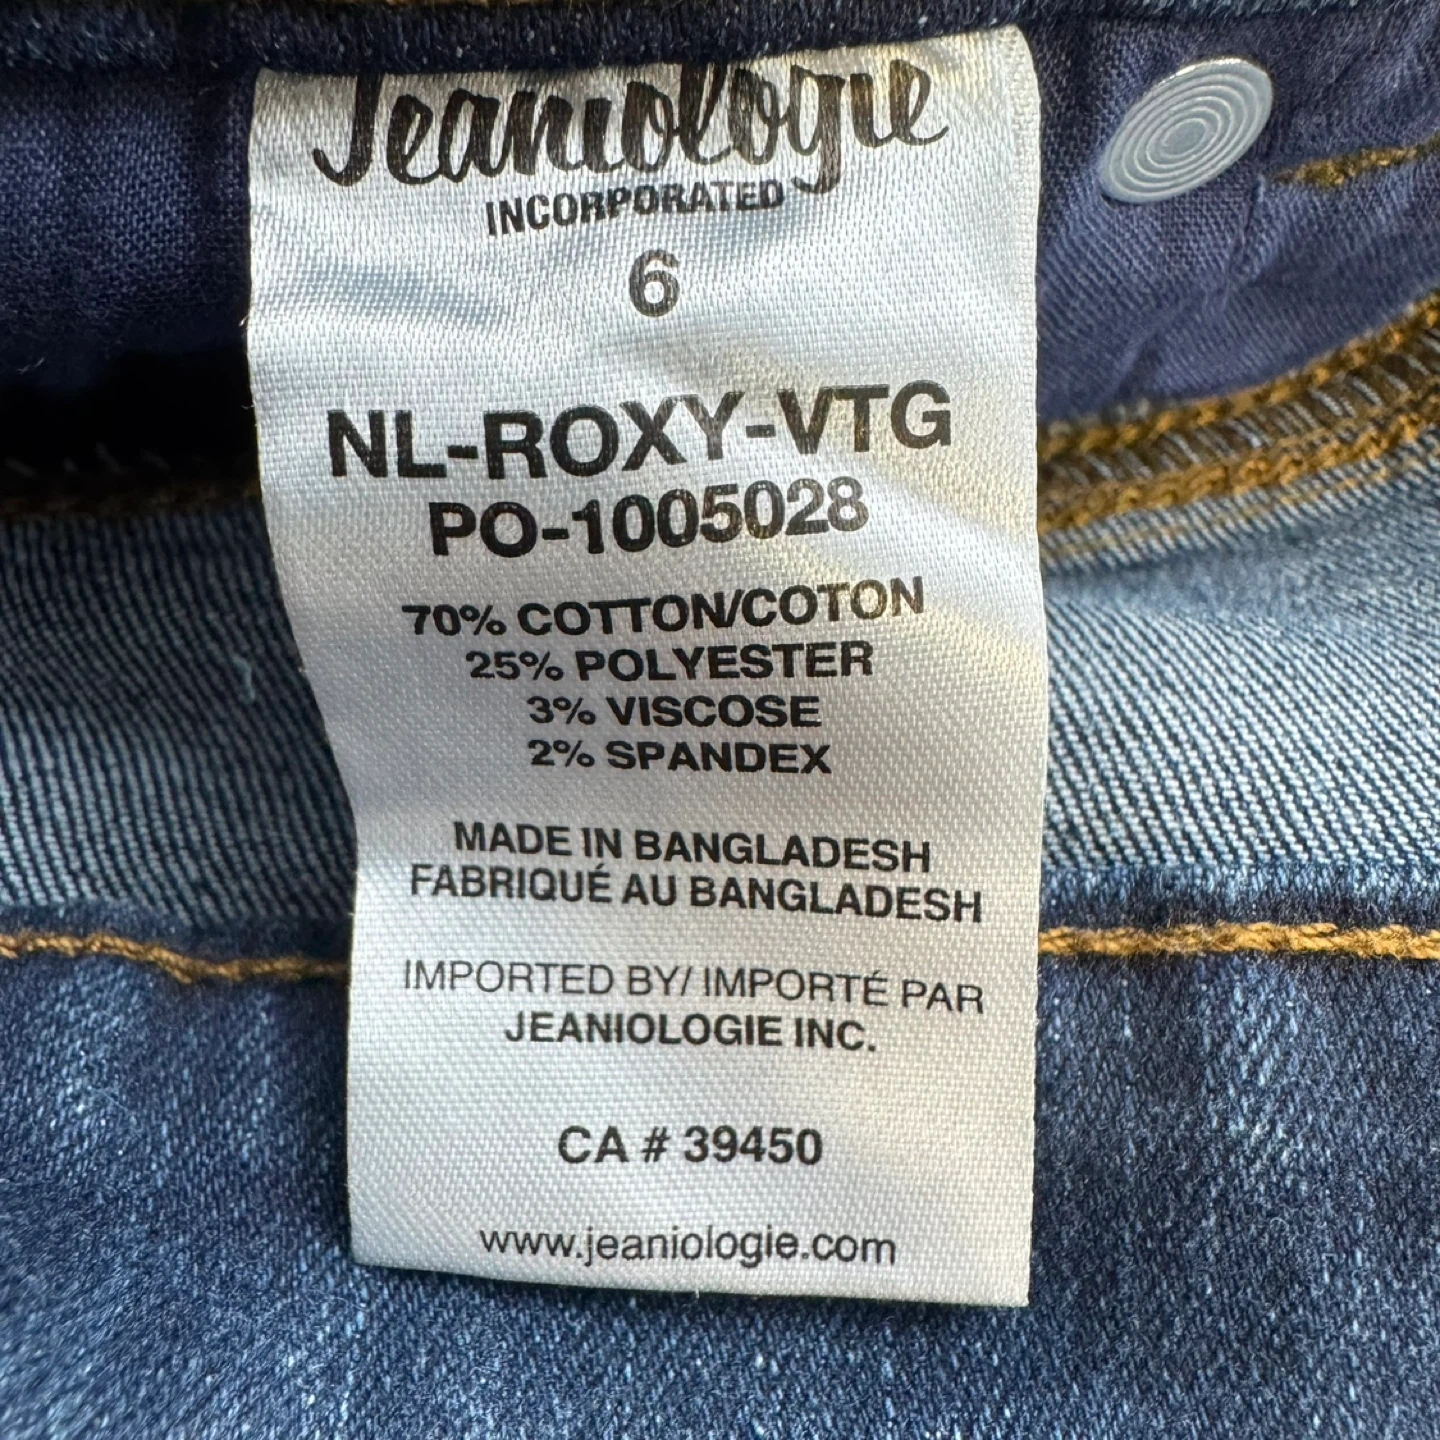 Jeaniologie
INCORPORATED
6
NL-ROXY-VTG
PO-1005028
70% COTTON/COTON
25% POLYESTER
3% VISCOSE
2% SPANDEX
MADE IN BANGLADESH
FABRIQUÉ AU BANGLADESH
IMPORTED BY/ IMPORTÉ PAR
JEANIOLOGIE INC.
CA # 39450
www.jeaniologie.com